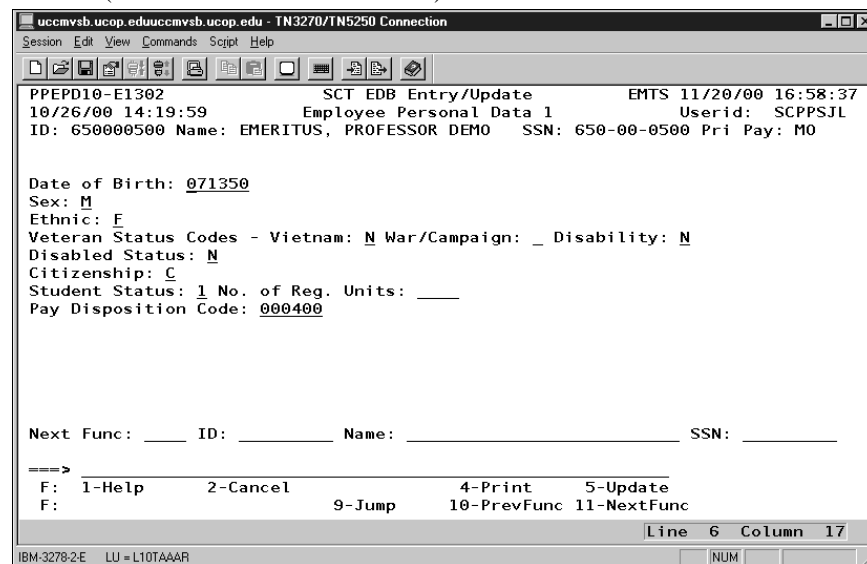 uccmvsb.ucop.eduuccmvsb.ucop.edu - TN3270/TN5250 Connection
Session Edit View Commands Script Help
PPEPD10-E1302 SCT EDB Entry/Update EMTS 11/20/00 16:58:37
10/26/00 14:19:59 Employee Personal Data 1 Userid: SCPPSJL
ID: 650000500 Name: EMERITUS, PROFESSOR DEMO SSN: 650-00-0500 Pri Pay: MO
Date of Birth: 071350
Sex: M
Ethnic: F
Veteran Status Codes - Vietnam: N War/Campaign: _ Disability: N
Disabled Status: N
Citizenship: C
Student Status: 1 No. of Reg. Units: ____
Pay Disposition Code: 000400
Next Func: ____ ID: _________ Name: __________________________ SSN: _________
===>
F: 1-Help 2-Cancel 4-Print 5-Update
F: 9-Jump 10-PrevFunc 11-NextFunc
Line 6 Column 17
IBM-3278-2-E LU = L10TAAAR NUM